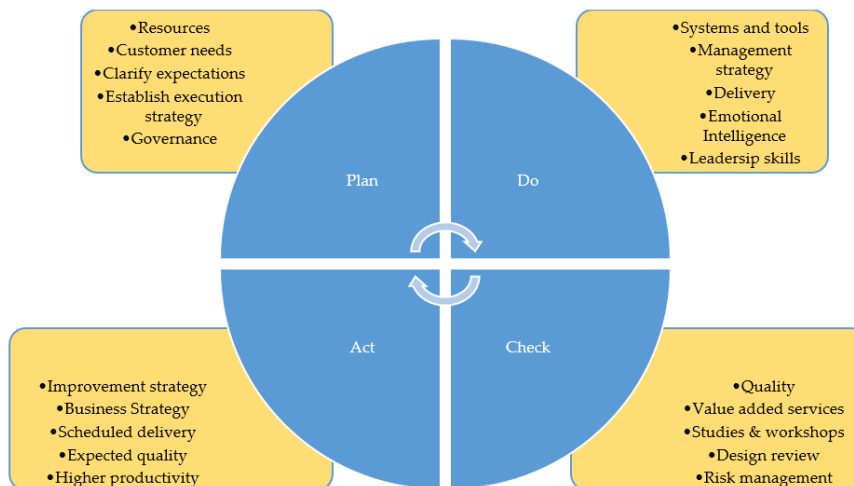 •Resources
•Customer needs
•Clarify expectations
•Establish execution
strategy
•Governance
•Systems and tools
•Management
strategy
•Delivery
•Emotional
Intelligence
•Leadersip skills
Plan
Do
Act
Check
•Improvement strategy
•Business Strategy
•Scheduled delivery
•Expected quality
•Higher productivity
•Quality
•Value added services
•Studies & workshops
•Design review
•Risk management